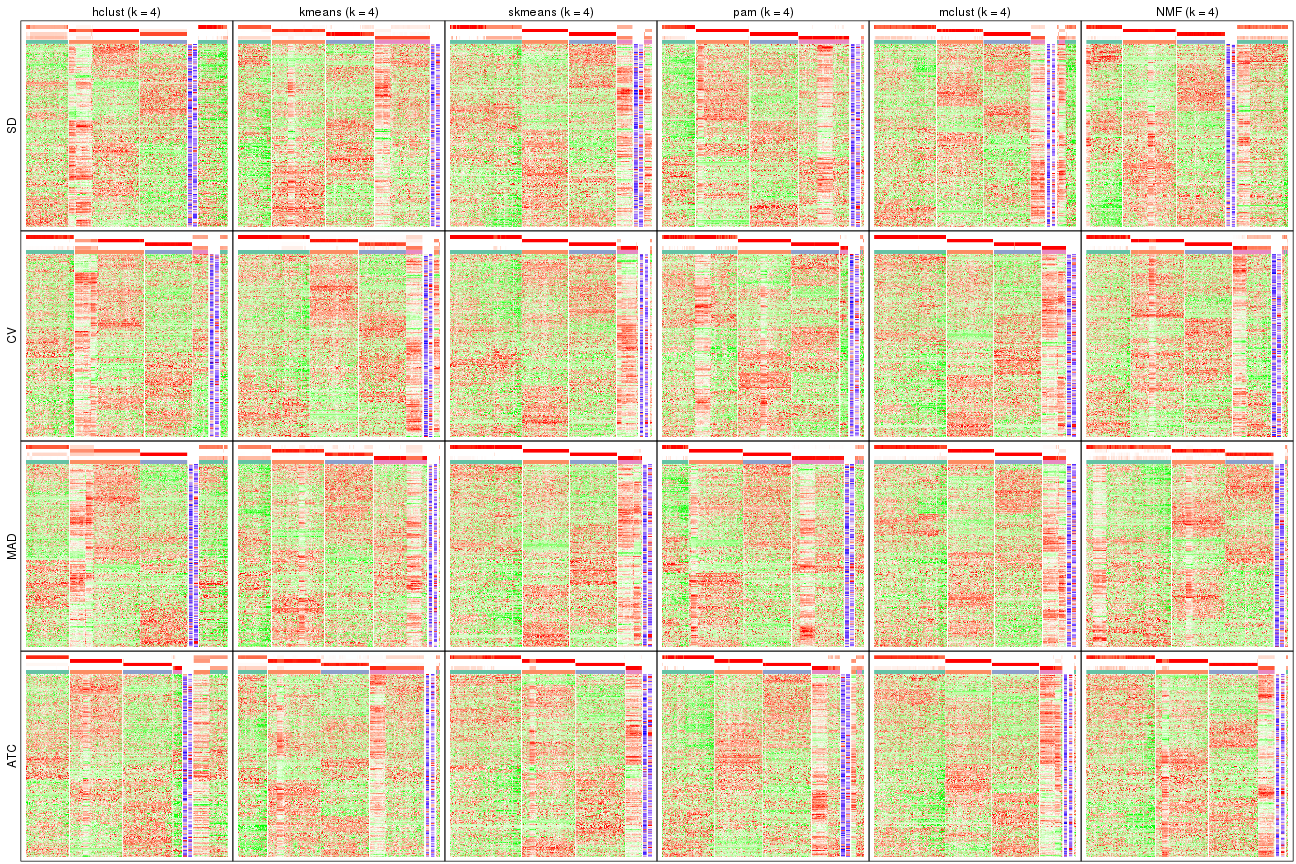 hclust (k = 4) kmeans (k = 4) skmeans (k = 4) pam (k = 4) mclust (k = 4) NMF (k = 4)
SD
CV
MAD
ATC